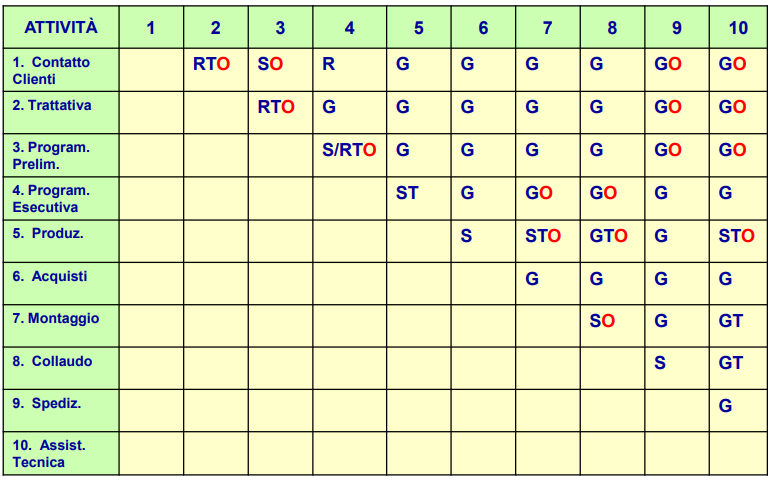 ATTIVITÀ 1 2 3 4 5 6 7 8 9 10
1. Contatto Clienti RTO SO R G G G G GO GO
2. Trattativa RTO G G G G G GO GO
3. Program. Prelim. S/RTO G G G G GO GO
4. Program. Esecutiva ST G GO GO G G
5. Produz. S STO GTO G STO
6. Acquisti G G G G
7. Montaggio SO G GT
8. Collaudo S GT
9. Spediz. G
10. Assist. Tecnica